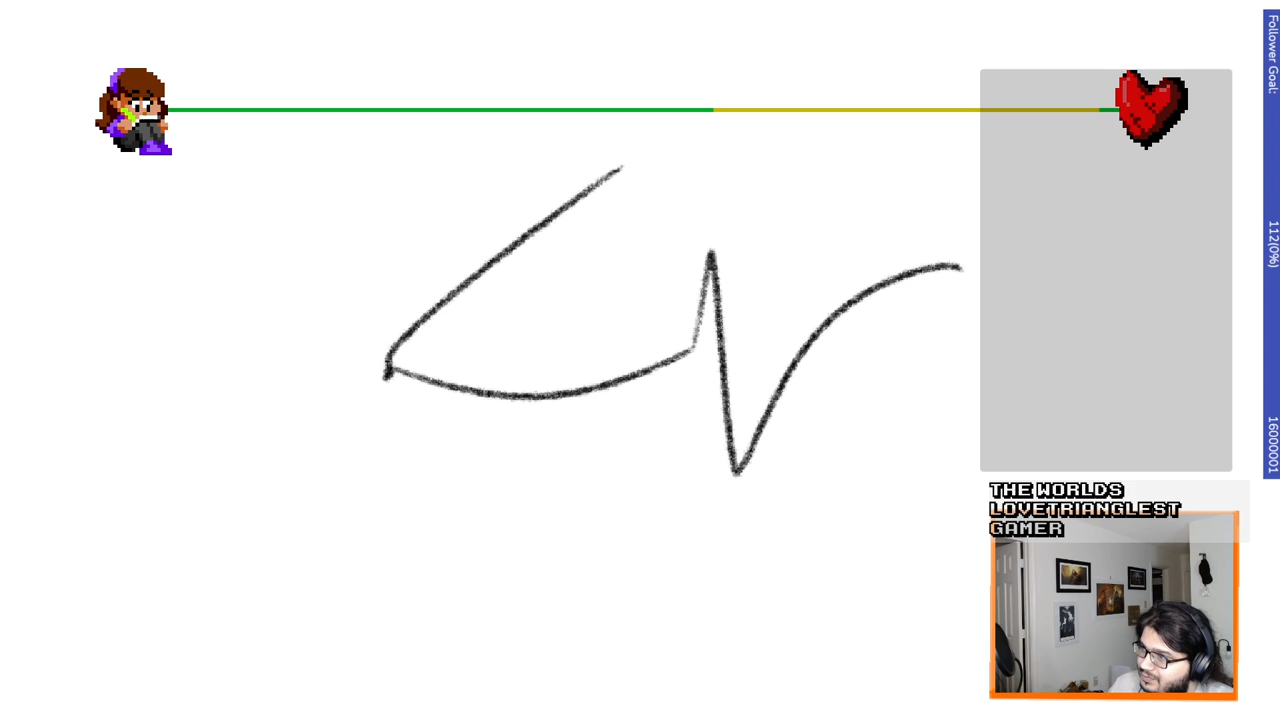 Follower Goal:
112(0%)
16000001
THE WORLDS
LOVETRIANGLEST
GAMER